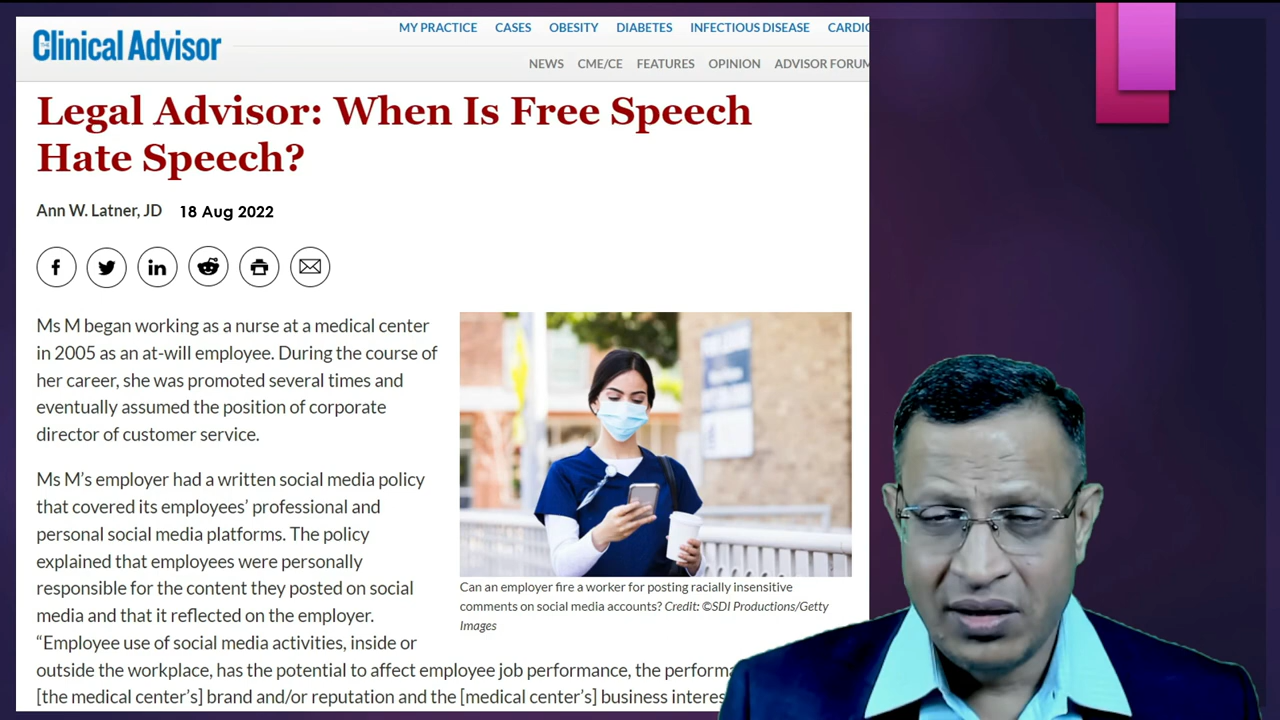 THE Clinical Advisor
MY PRACTICE CASES OBESITY DIABETES INFECTIOUS DISEASE CARDIO
NEWS CME/CE FEATURES OPINION ADVISOR FORUM
Legal Advisor: When Is Free Speech
Hate Speech?
Ann W. Latner, JD 18 Aug 2022
Ms M began working as a nurse at a medical center
in 2005 as an at-will employee. During the course of
her career, she was promoted several times and
eventually assumed the position of corporate
director of customer service.
Ms M’s employer had a written social media policy
that covered its employees’ professional and
personal social media platforms. The policy
explained that employees were personally
responsible for the content they posted on social
media and that it reflected on the employer.
“Employee use of social media activities, inside or
outside the workplace, has the potential to affect employee job performance, the performa
[the medical center’s] brand and/or reputation and the [medical center’s] business interes
Can an employer fire a worker for posting racially insensitive
comments on social media accounts? Credit: ©SDI Productions/Getty
Images